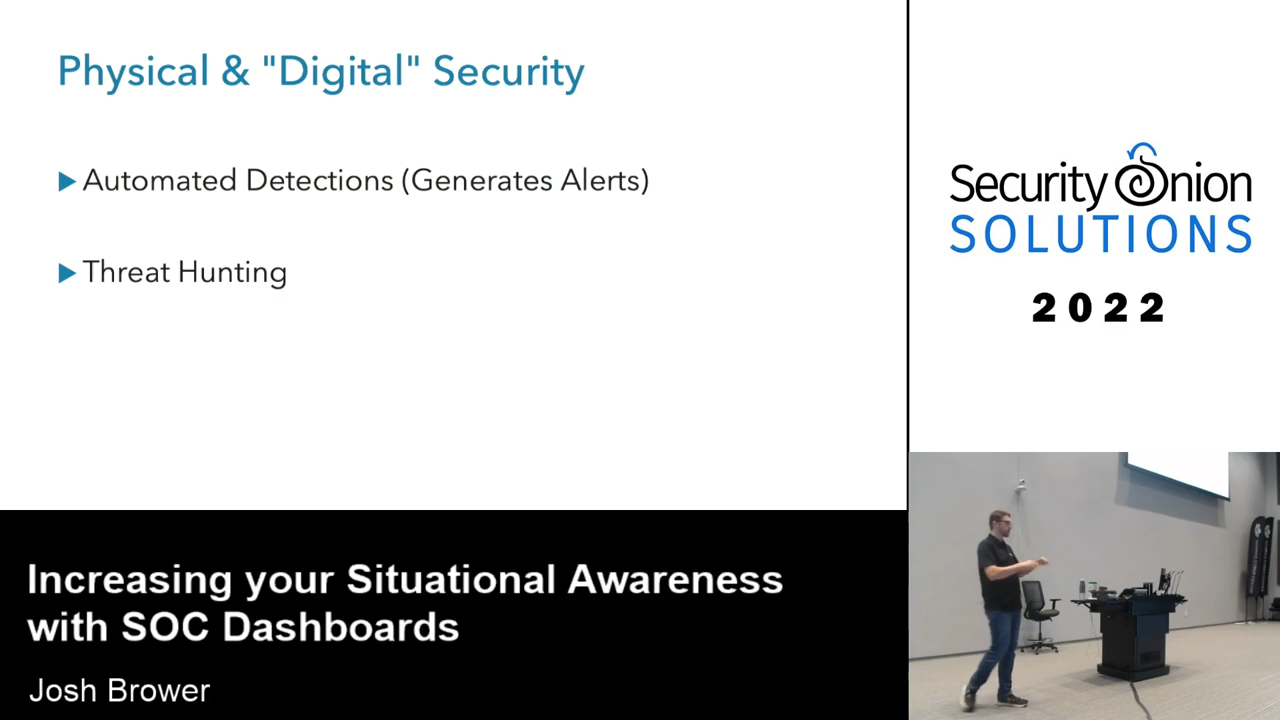 Physical & "Digital" Security
Automated Detections (Generates Alerts)
Threat Hunting
Security Onion
SOLUTIONS
2022
Increasing your Situational Awareness
with SOC Dashboards
Josh Brower